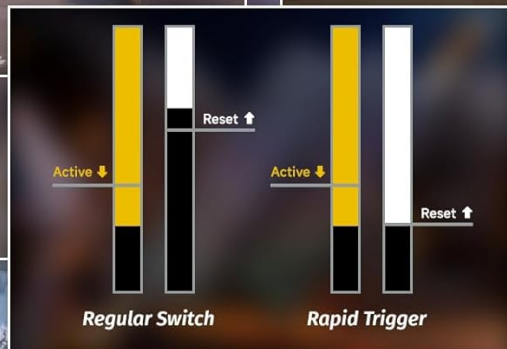 Reset ⬆
Active ⬇
Active ⬇
Reset ⬆
Regular Switch
Rapid Trigger